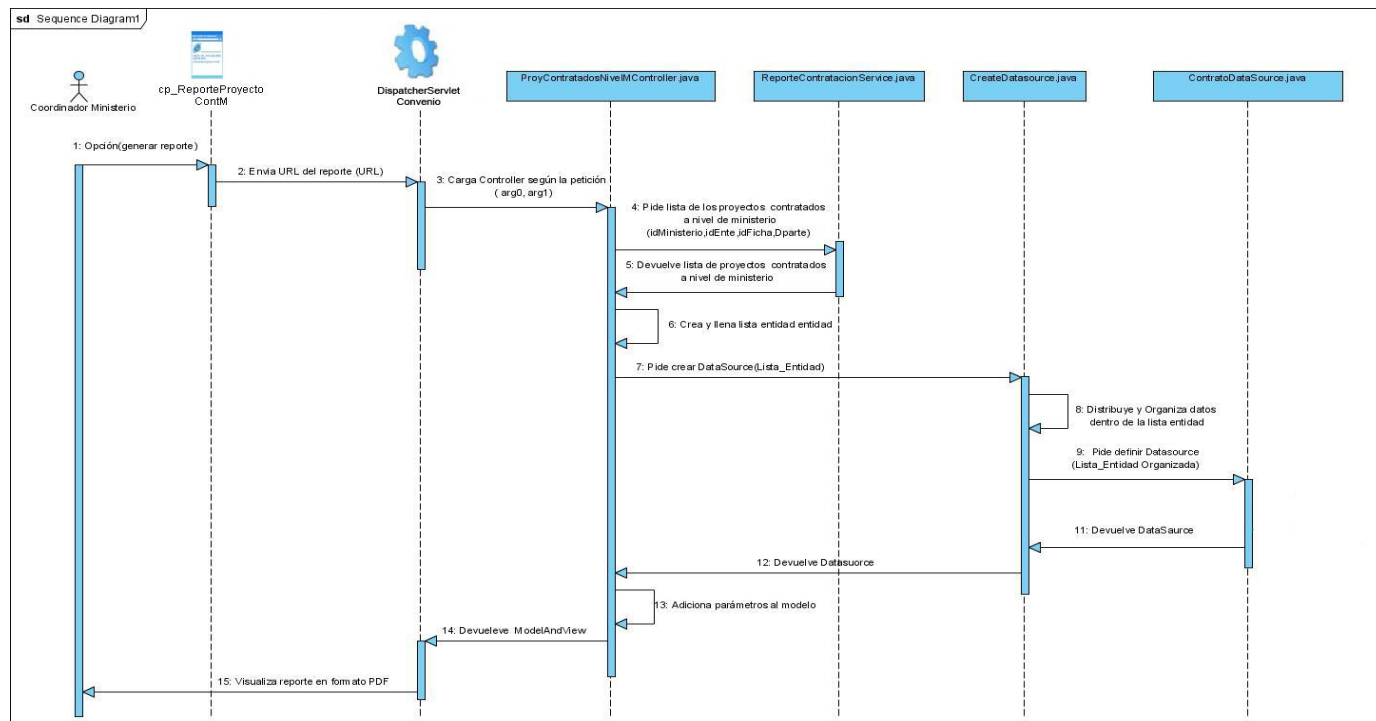 sd Sequence Diagram1
Coordinador Ministerio
cp_ReporteProyecto
ContM
DispatcherServlet
Convenio
ProyContratadosNivelMController.java
ReporteContratacionService.java
CreateDatasource.java
ContratoDataSource.java
1: Opción(generar reporte)
2: Envia URL del reporte (URL)
3: Carga Controller según la petición
( arg0, arg1)
4: Pide lista de los proyectos contratados
a nivel de ministerio
(idMinisterio,idEnte,idFicha,Dparte)
5: Devuelve lista de proyectos contratados
a nivel de ministerio
6: Crea y llena lista entidad entidad
7: Pide crear DataSource(Lista_Entidad)
8: Distribuye y Organiza datos
dentro de la lista entidad
9: Pide definir Datasource
(Lista_Entidad Organizada)
11: Devuelve DataSaurce
12: Devuelve Datasuorce
13: Adiciona parámetros al modelo
14: Devueleve ModelAndView
15: Visualiza reporte en formato PDF